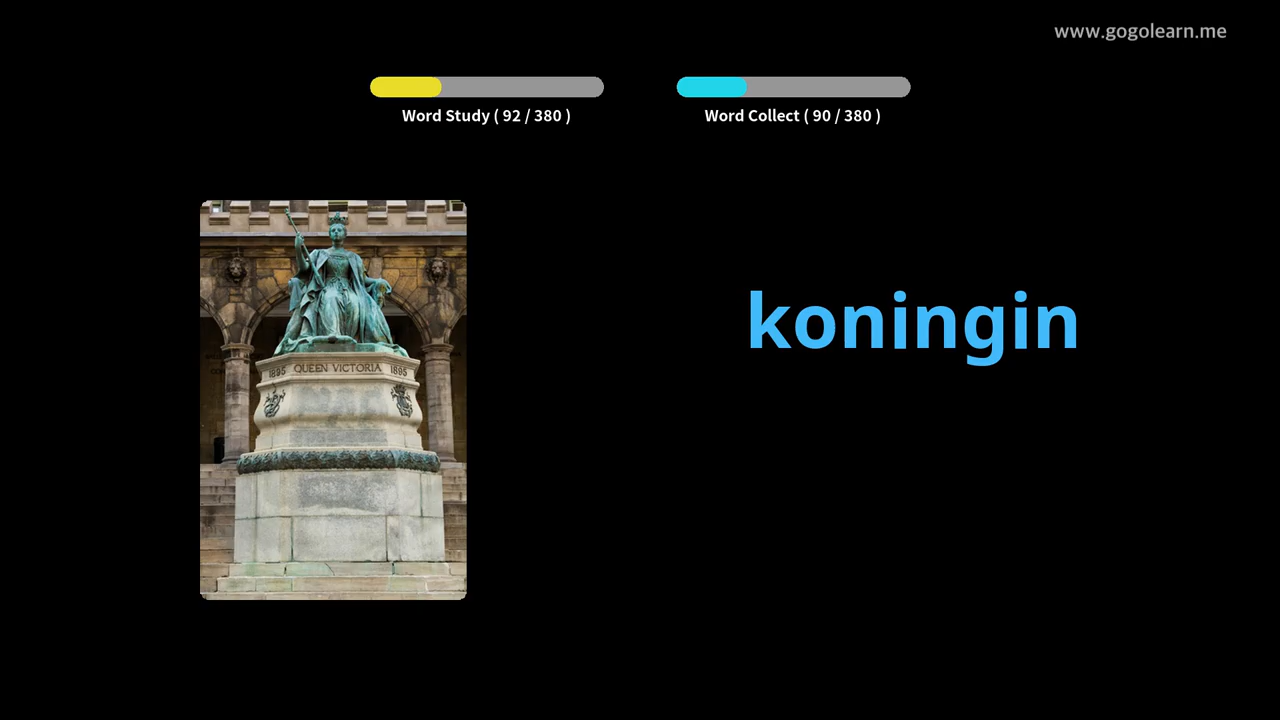 www.gogolearn.me
Word Study ( 92 / 380 )
Word Collect ( 90 / 380 )
koningin
1895 QUEEN VICTORIA 1895